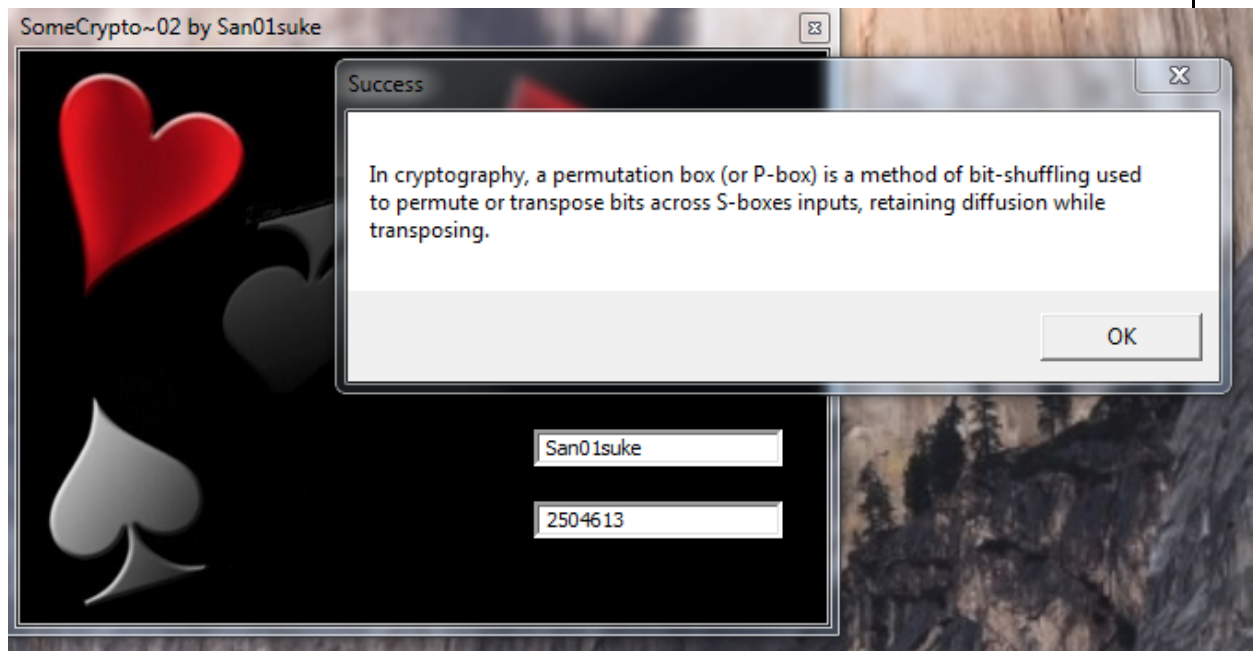 SomeCrypto~02 by San01suke
Success
In cryptography, a permutation box (or P-box) is a method of bit-shuffling used
to permute or transpose bits across S-boxes inputs, retaining diffusion while
transposing.
OK
San01suke
2504613